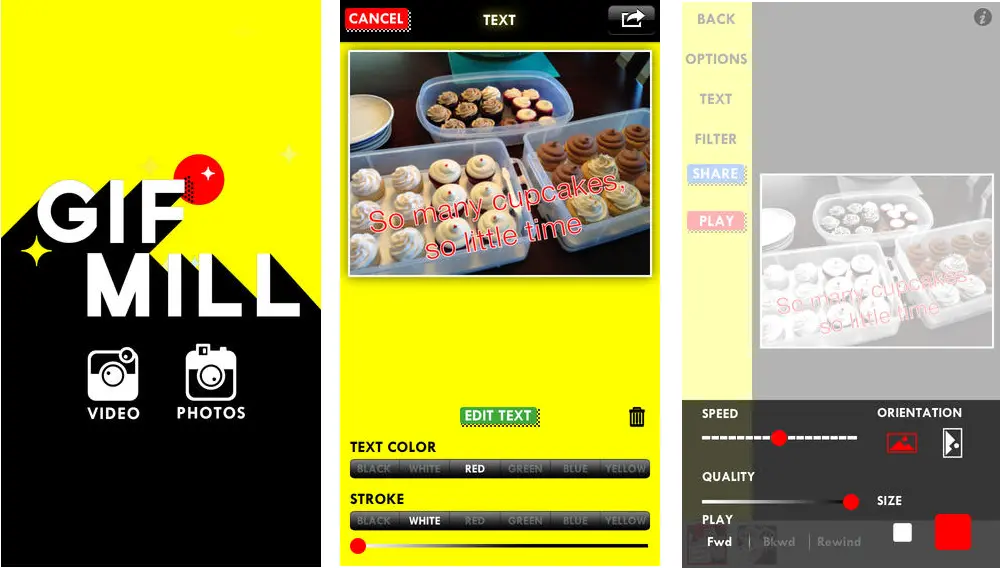 GIF
MILL
VIDEO
PHOTOS
CANCEL
TEXT
So many cupcakes,
so little time
EDIT TEXT
TEXT COLOR
BLACK WHITE RED GREEN BLUE YELLOW
STROKE
BLACK WHITE RED GREEN BLUE YELLOW
BACK
i
OPTIONS
TEXT
FILTER
SHARE
PLAY
So many cupcakes,
so little time
SPEED
ORIENTATION
QUALITY
SIZE
PLAY
Fwd | Bkwd | Rewind